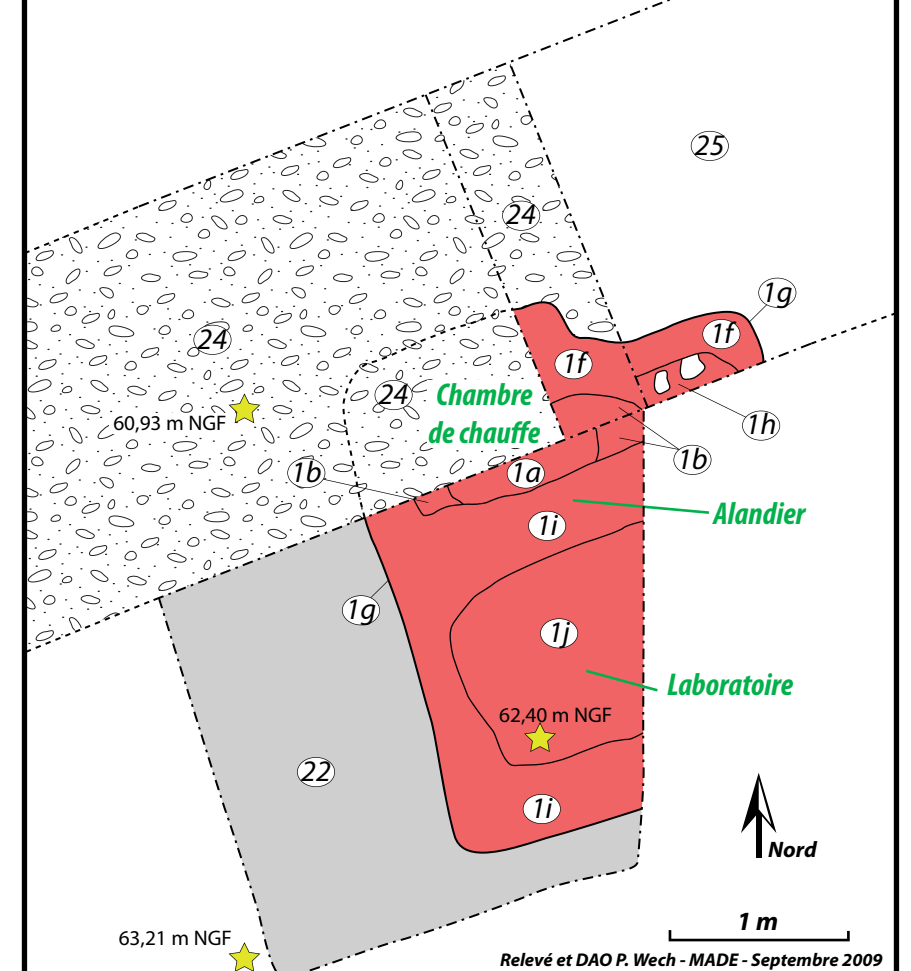 25
24
1g
24
1f
1f
24
Chambre
de chauffe
60,93 m NGF
1h
1b
1a
1b
Alandier
1i
1g
1j
Laboratoire
62,40 m NGF
22
1i
Nord
1 m
63,21 m NGF
Relevé et DAO P. Wech - MADE - Septembre 2009